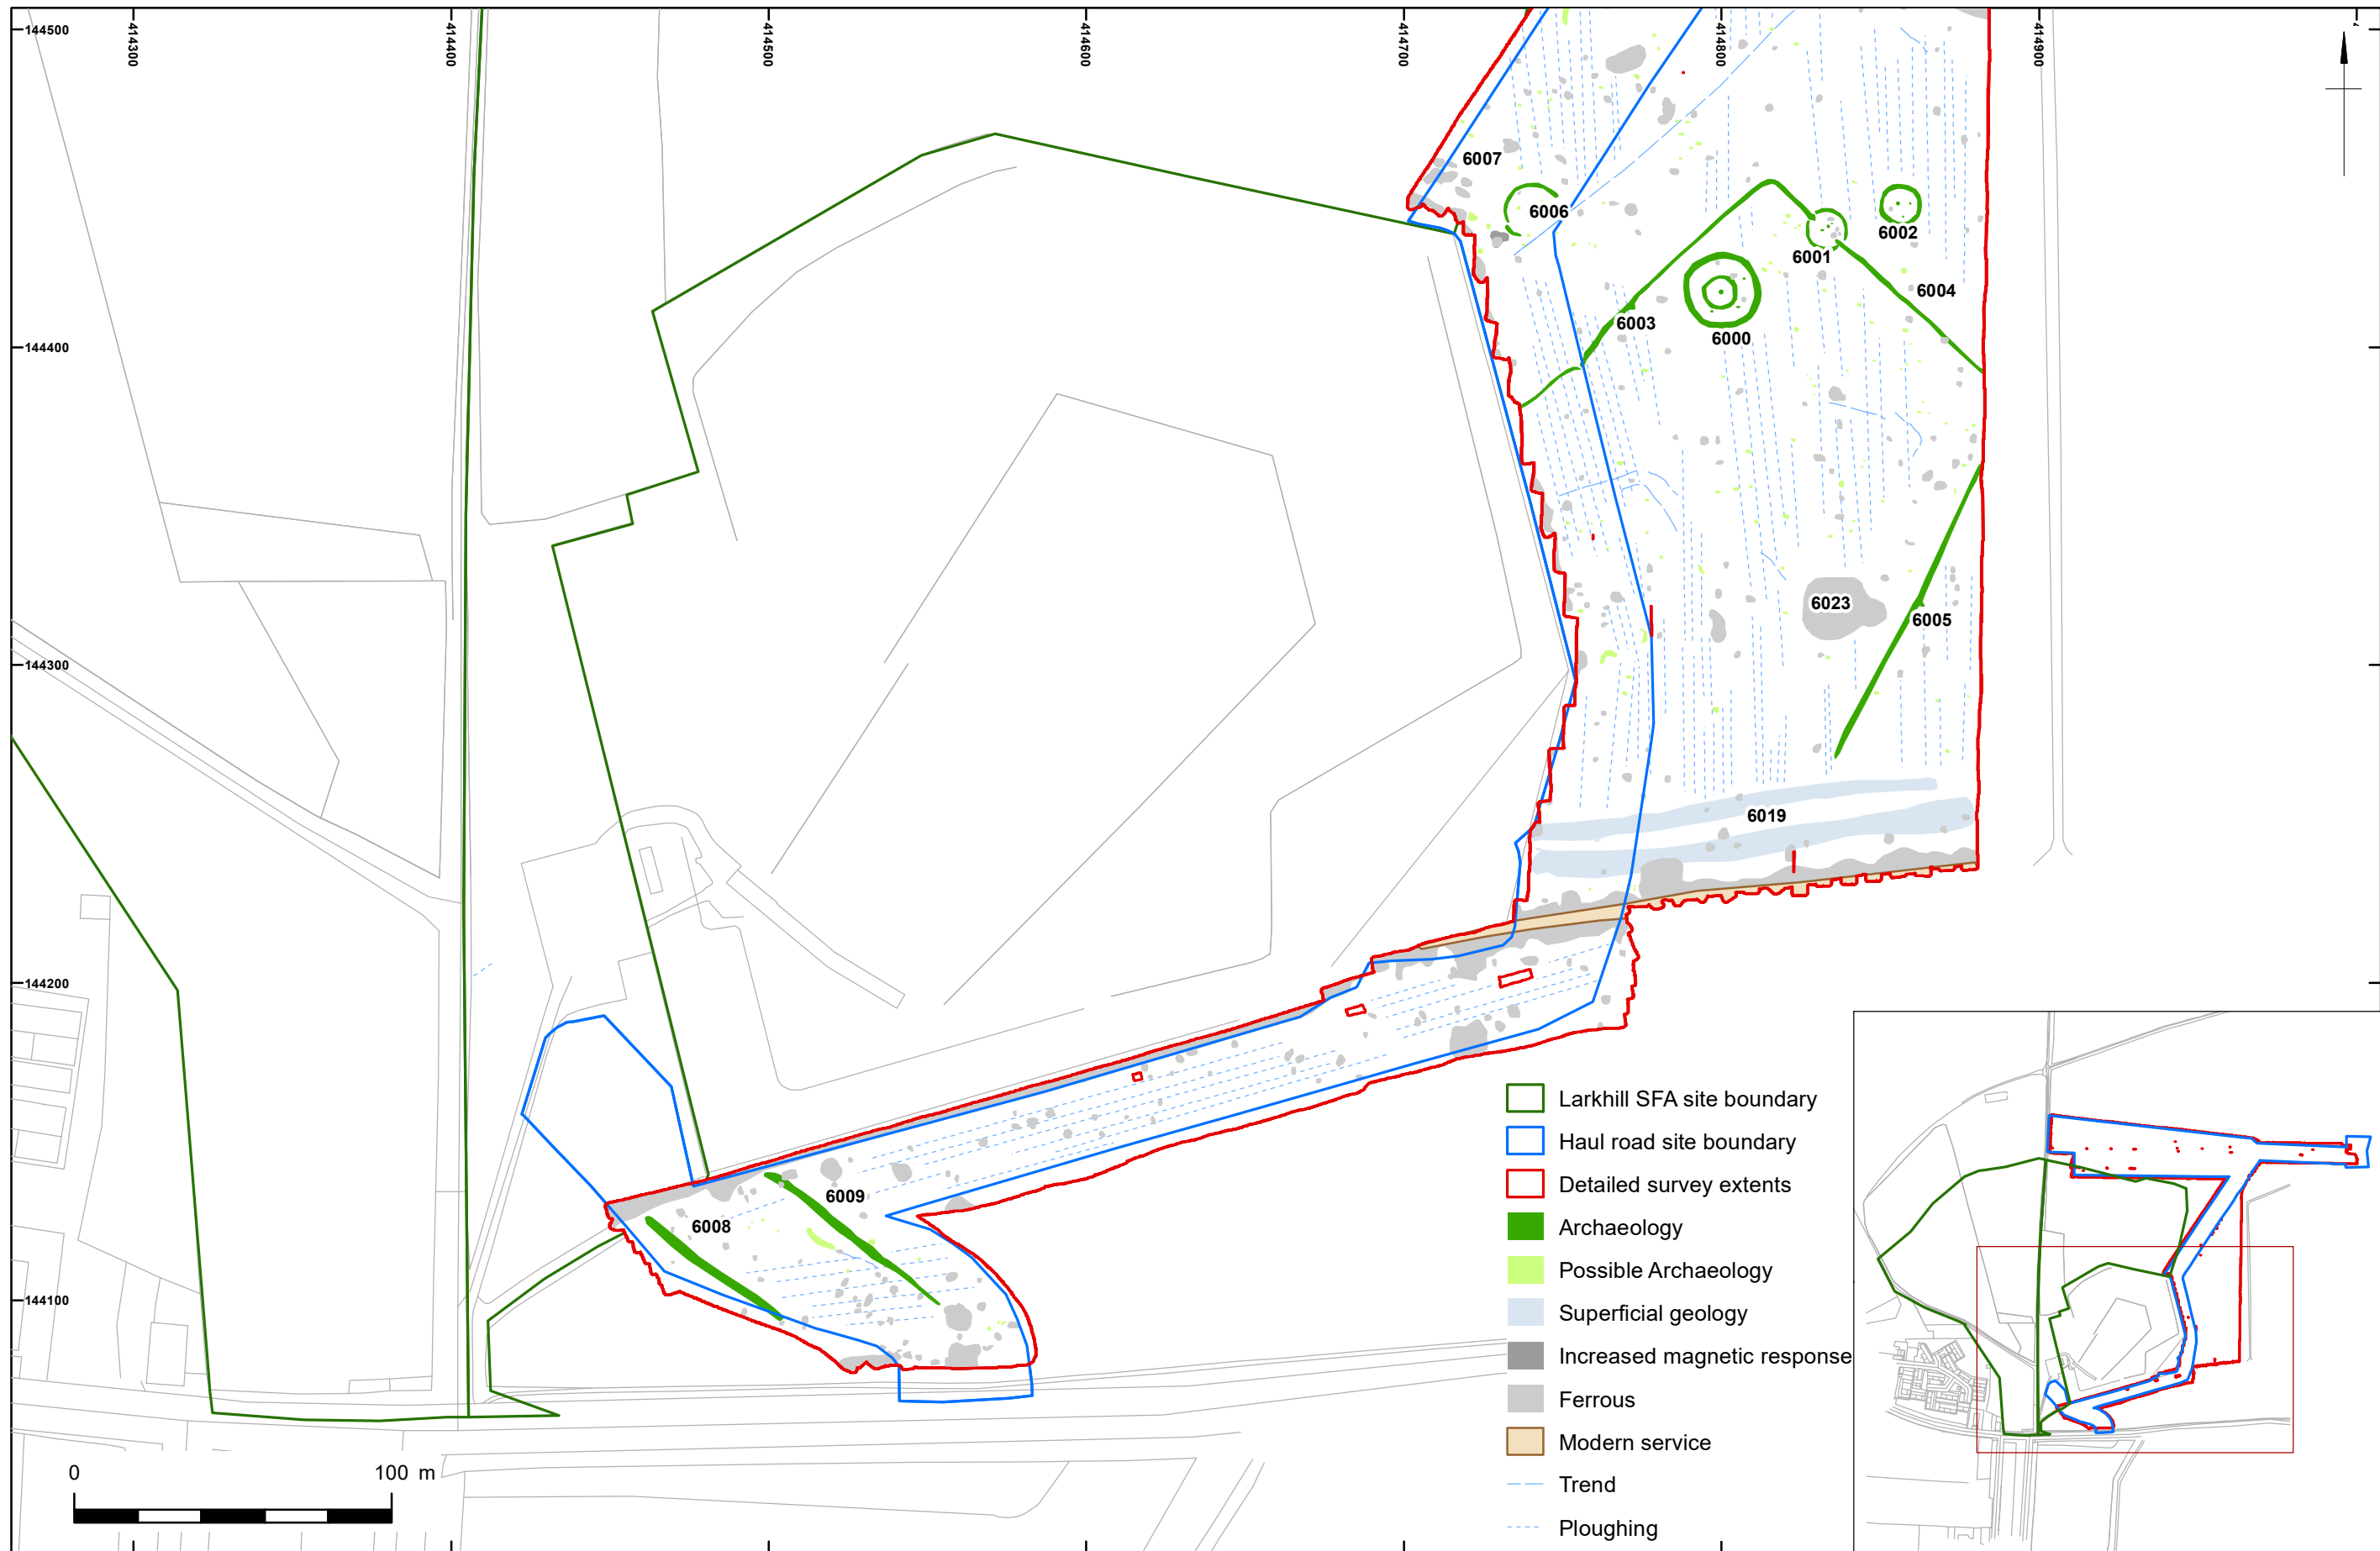 144500
414300
414400
414500
414600
414700
414800
414900
6007
6006
6002
6001
6004
6003
6000
144400
6023
6005
144300
6019
144200
6009
6008
144100
Larkhill SFA site boundary
Haul road site boundary
Detailed survey extents
Archaeology
Possible Archaeology
Superficial geology
Increased magnetic response
Ferrous
Modern service
Trend
Ploughing
0 100 m